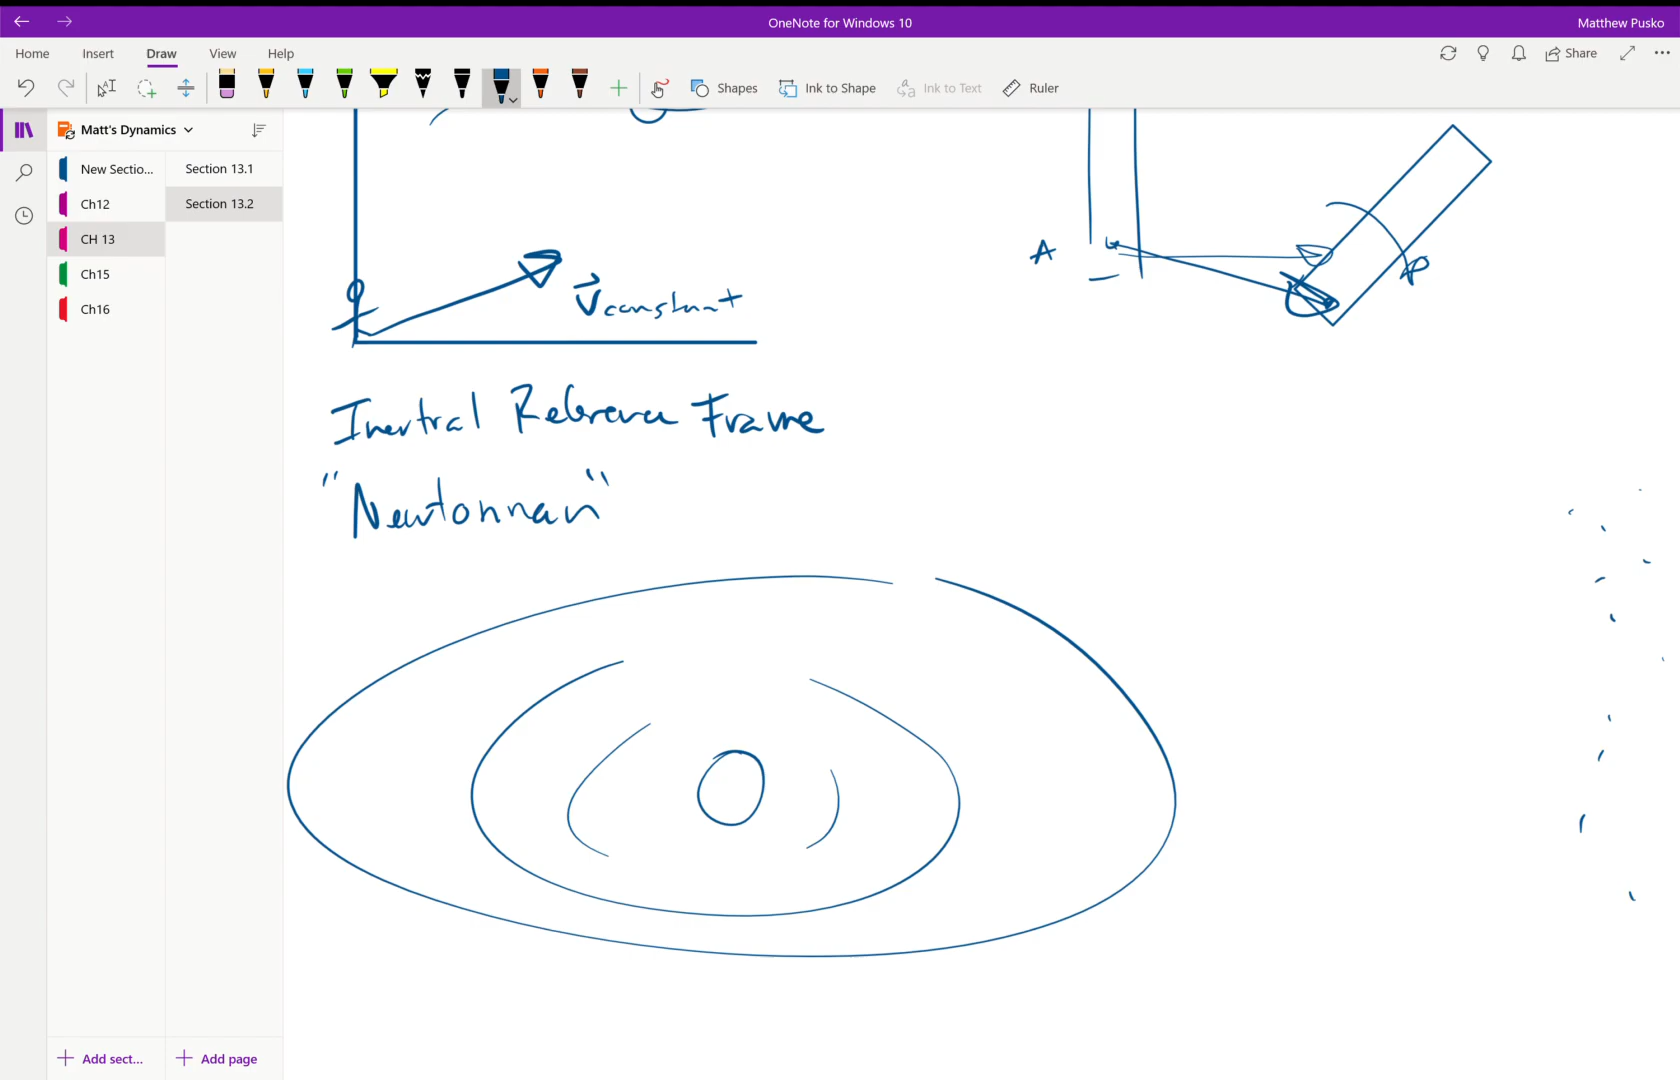 OneNote for Windows 10
Matthew Pusko
Home Insert Draw View Help
Share
Shapes Ink to Shape Ink to Text Ruler
Matt's Dynamics
New Sectio...
Ch12
CH 13
Ch15
Ch16
Section 13.1
Section 13.2
A
V constant
Inertial Reference Frame
"Newtonian"
Add sect...
Add page